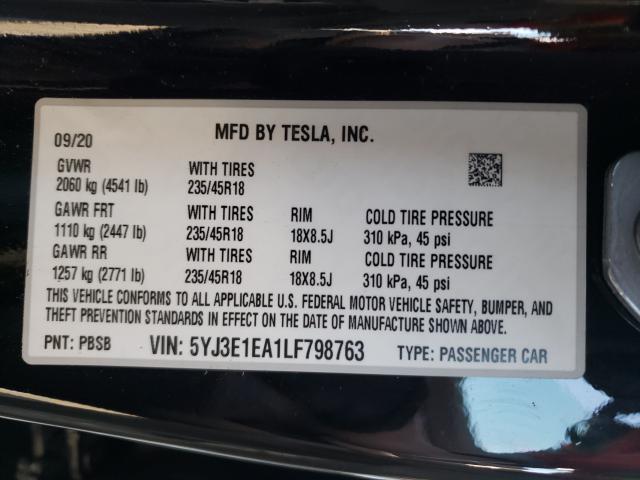 09/20 MFD BY TESLA, INC.
GVWR WITH TIRES
2060 kg (4541 lb) 235/45R18
GAWR FRT WITH TIRES RIM COLD TIRE PRESSURE
1110 kg (2447 lb) 235/45R18 18X8.5J 310 kPa, 45 psi
GAWR RR WITH TIRES RIM COLD TIRE PRESSURE
1257 kg (2771 lb) 235/45R18 18X8.5J 310 kPa, 45 psi
THIS VEHICLE CONFORMS TO ALL APPLICABLE U.S. FEDERAL MOTOR VEHICLE SAFETY, BUMPER, AND
THEFT PREVENTION STANDARDS IN EFFECT ON THE DATE OF MANUFACTURE SHOWN ABOVE.
PNT: PBSB VIN: 5YJ3E1EA1LF798763 TYPE: PASSENGER CAR